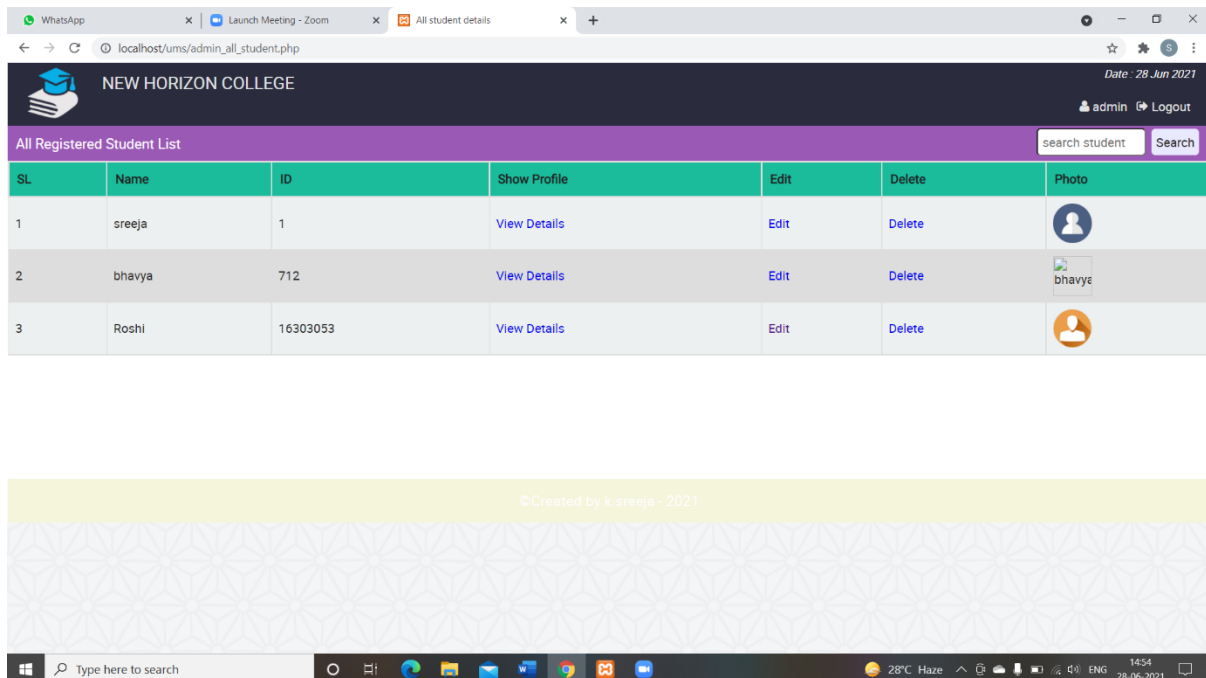 WhatsApp
Launch Meeting - Zoom
All student details
localhost/ums/admin_all_student.php
S
NEW HORIZON COLLEGE
Date : 28 Jun 2021
admin Logout
All Registered Student List
search student Search
SL Name ID Show Profile Edit Delete Photo
1 sreeja 1 View Details Edit Delete
2 bhavya 712 View Details Edit Delete bhavya
3 Roshi 16303053 View Details Edit Delete
©Created by k.sreeja - 2021
Type here to search
28°C Haze ENG 14:54
28-06-2021